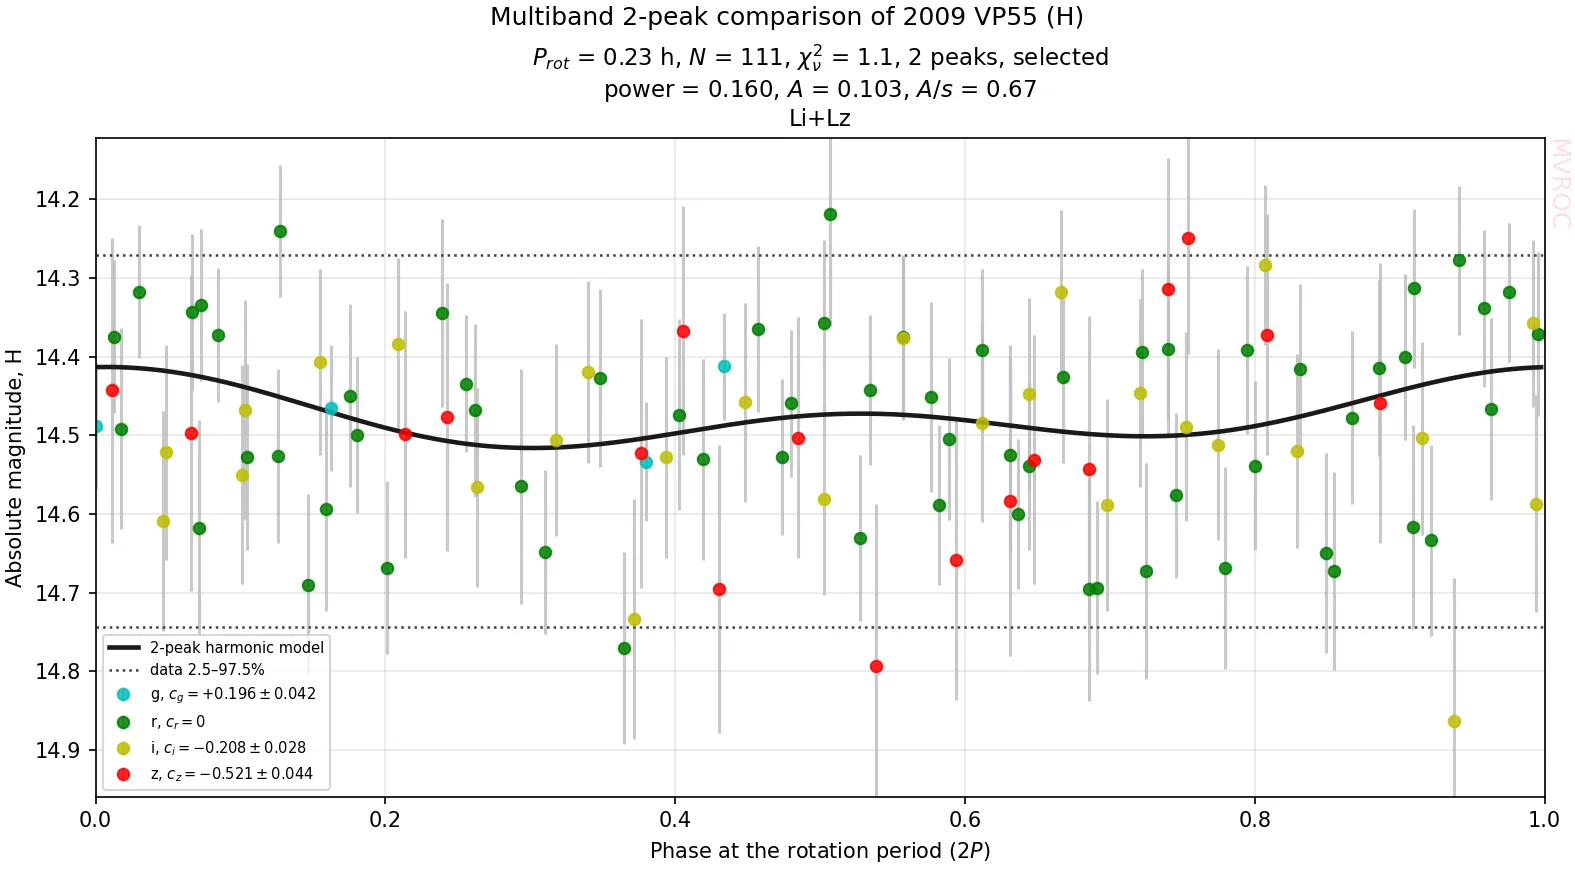 Multiband 2-peak comparison of 2009 VP55 (H)
P_rot = 0.23 h, N = 111, χ²_ν = 1.1, 2 peaks, selected
power = 0.160, A = 0.103, A/s = 0.67
Li+Lz
MVROC
Absolute magnitude, H
14.2
14.3
14.4
14.5
14.6
14.7
14.8
14.9
2-peak harmonic model
data 2.5–97.5%
g, c_g = +0.196 ± 0.042
r, c_r = 0
i, c_i = −0.208 ± 0.028
z, c_z = −0.521 ± 0.044
0.0 0.2 0.4 0.6 0.8 1.0
Phase at the rotation period (2P)